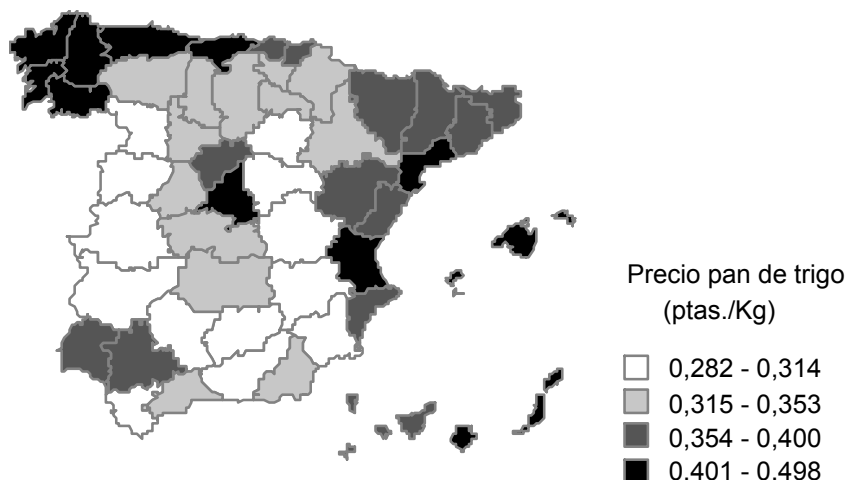 Precio pan de trigo
(ptas./Kg)
0,282 - 0,314
0,315 - 0,353
0,354 - 0,400
0,401 - 0,498